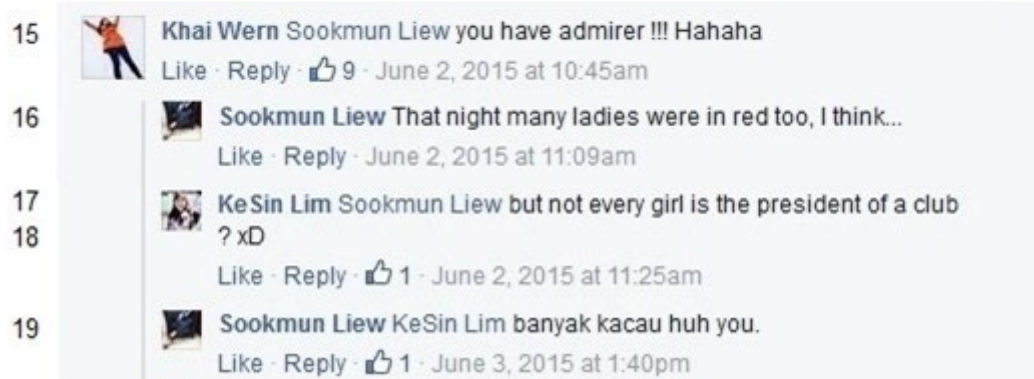 15 Khai Wern Sookmun Liew you have admirer !!! Hahaha
Like · Reply · 9 · June 2, 2015 at 10:45am
16 Sookmun Liew That night many ladies were in red too, I think...
Like · Reply · June 2, 2015 at 11:09am
17 KeSin Lim Sookmun Liew but not every girl is the president of a club
18 ? xD
Like · Reply · 1 · June 2, 2015 at 11:25am
19 Sookmun Liew KeSin Lim banyak kacau huh you.
Like · Reply · 1 · June 3, 2015 at 1:40pm